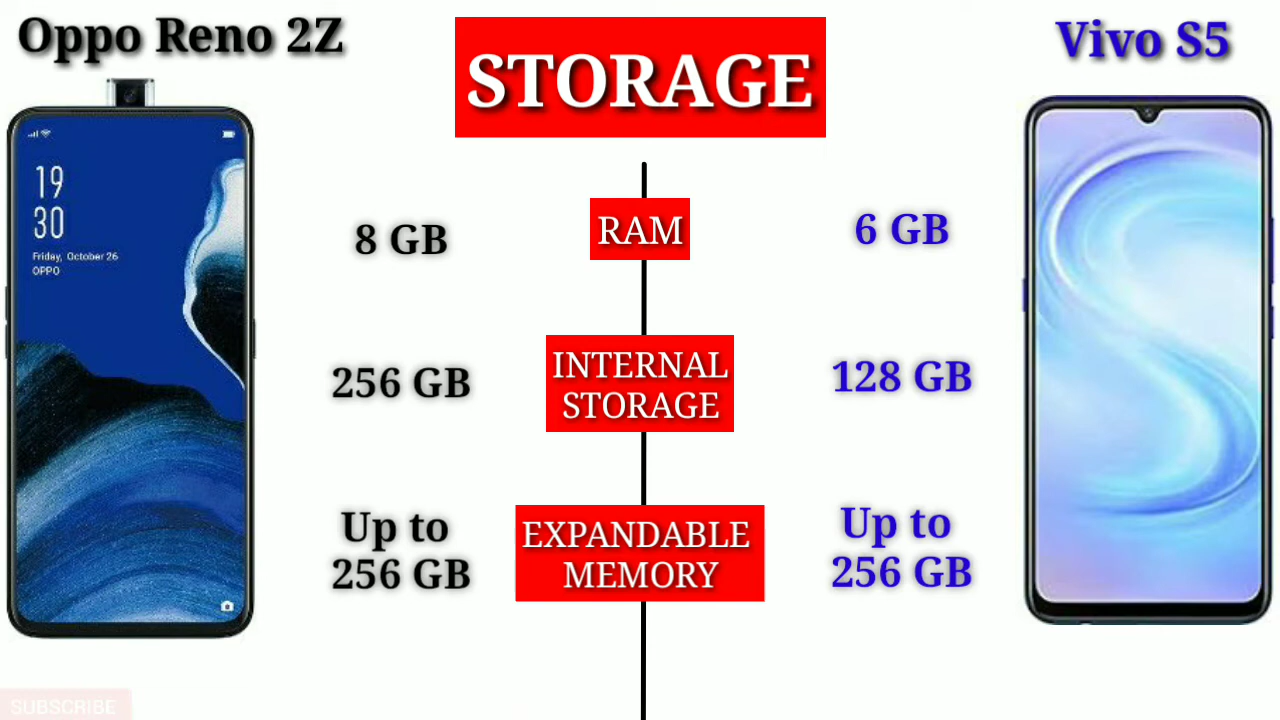 Oppo Reno 2Z
STORAGE
Vivo S5
19
30
Friday, October 26
OPPO
8 GB
RAM
6 GB
256 GB
INTERNAL
STORAGE
128 GB
Up to
256 GB
EXPANDABLE
MEMORY
Up to
256 GB
SUBSCRIBE